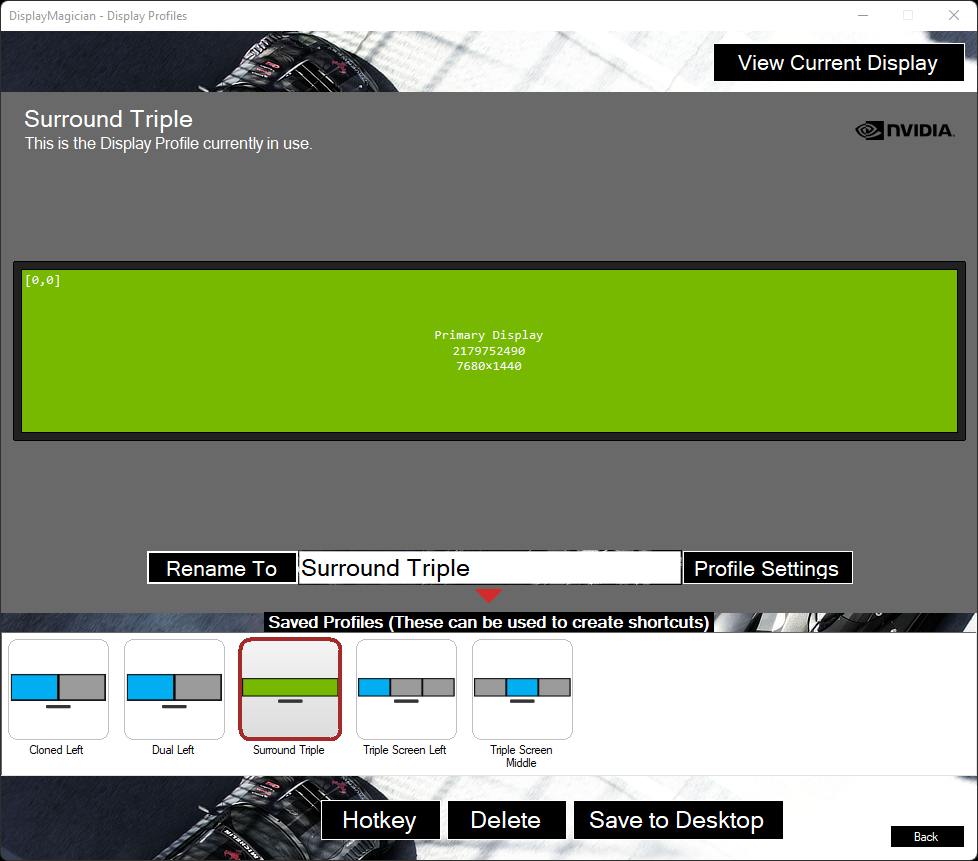 DisplayMagician - Display Profiles
View Current Display
Surround Triple
This is the Display Profile currently in use.
NVIDIA.
[0,0]
Primary Display
2179752490
7680x1440
Rename To
Surround Triple
Profile Settings
Saved Profiles (These can be used to create shortcuts)
Cloned Left
Dual Left
Surround Triple
Triple Screen Left
Triple Screen
Middle
MICHELIN
Hotkey
Delete
Save to Desktop
Back